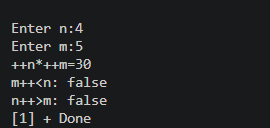 Enter n:4
Enter m:5
++n*++m=30
m++<n: false
n++>m: false
[1] + Done